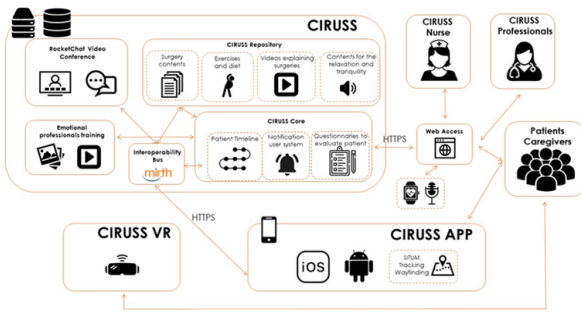 CIRUSS
RocketChat Video
Conference
CIRUSS Repository
Surgery
contents
Exercises
and diet
Videos explaining
surgeries
Contents for the
relaxation and
tranquility
Emotional
professionals training
Interoperability
Bus
mirth
CIRUSS Core
Patient Timeline
Notification
user system
Questionnaries to
evaluate patient
HTTPS
CIRUSS
Nurse
CIRUSS
Professionals
Web Access
Patients
Caregivers
HTTPS
CIRUSS VR
CIRUSS APP
iOS
SITUM
Tracking
Wayfinding